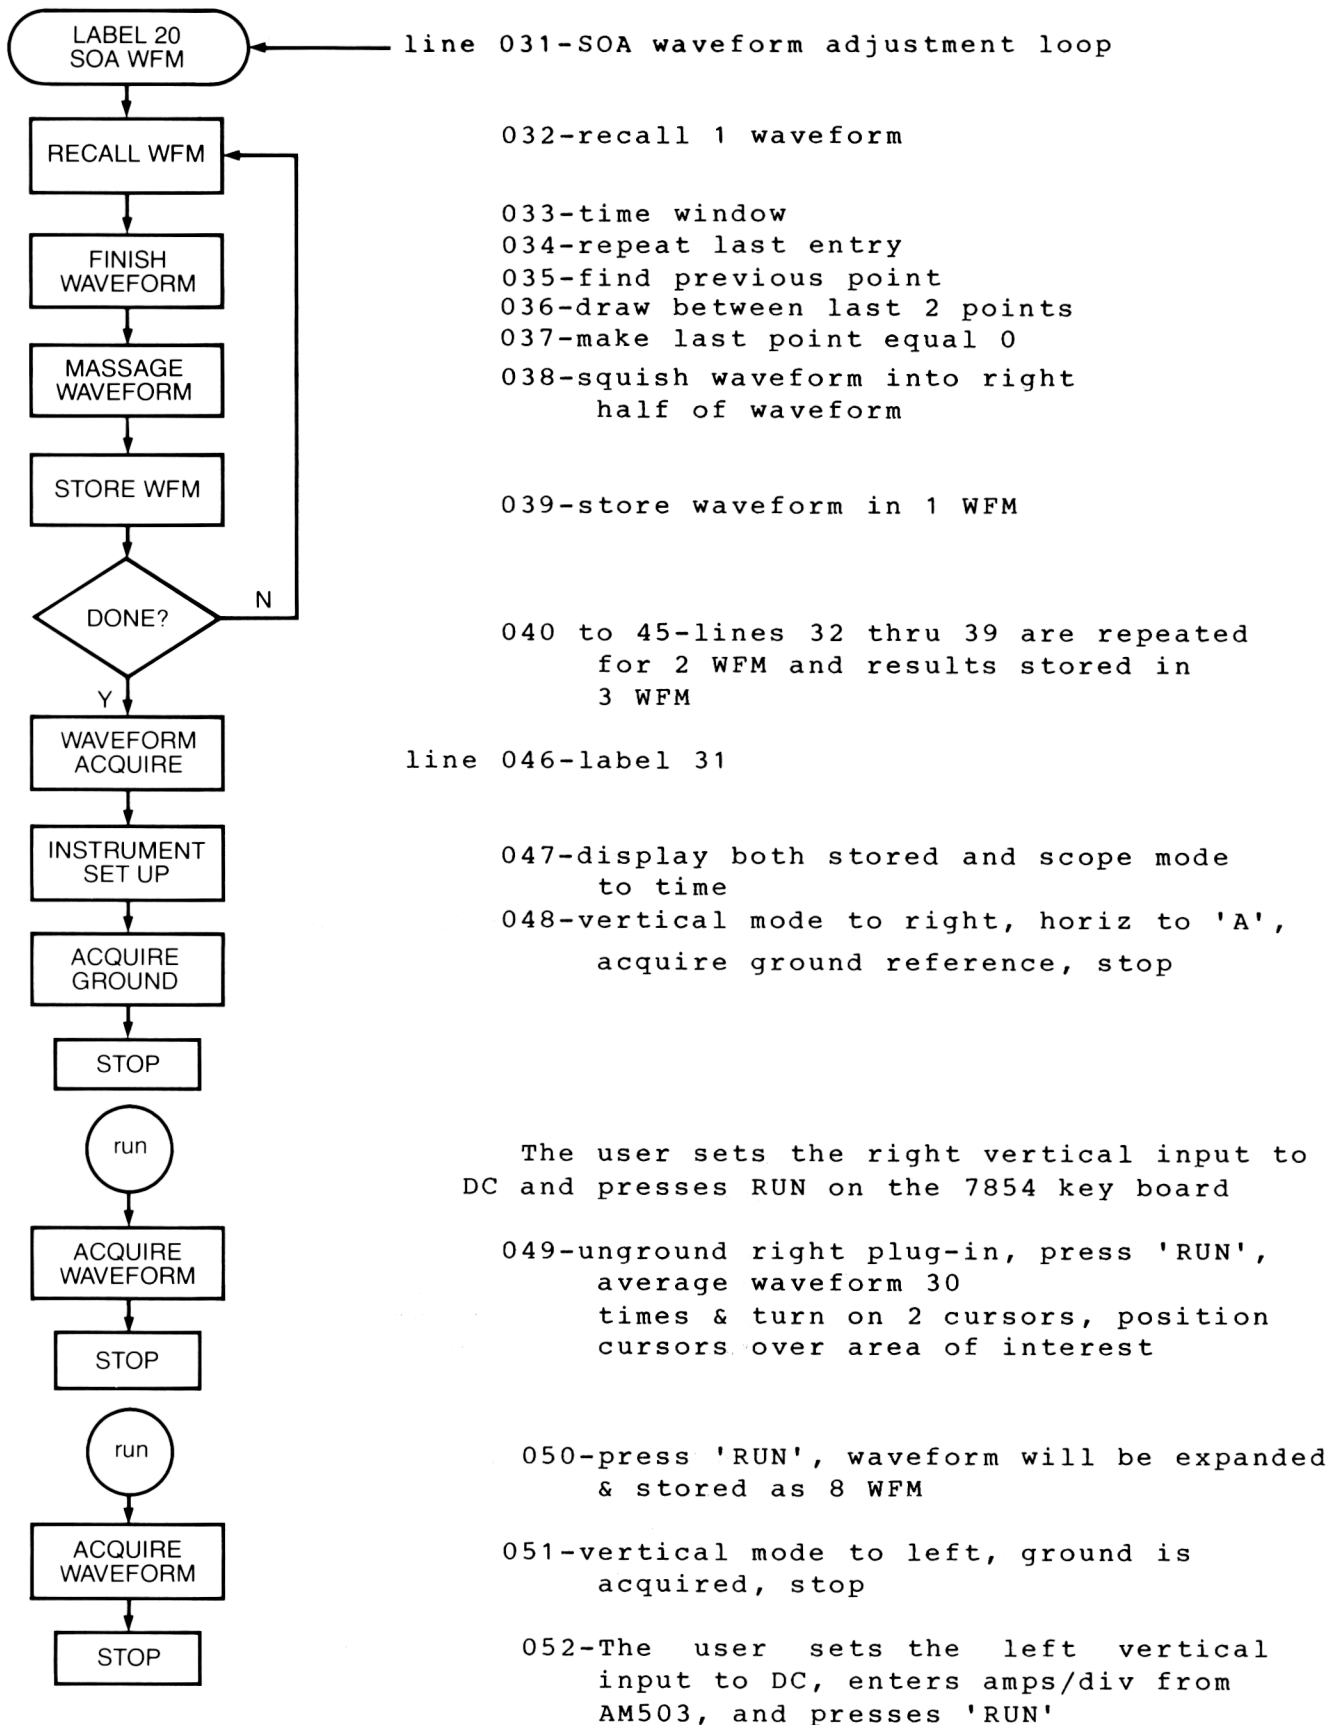 LABEL 20
SOA WFM
line 031-SOA waveform adjustment loop
RECALL WFM
032-recall 1 waveform
FINISH
WAVEFORM
033-time window
034-repeat last entry
035-find previous point
036-draw between last 2 points
037-make last point equal 0
MASSAGE
WAVEFORM
038-squish waveform into right
half of waveform
STORE WFM
039-store waveform in 1 WFM
DONE?
N
Y
040 to 45-lines 32 thru 39 are repeated
for 2 WFM and results stored in
3 WFM
WAVEFORM
ACQUIRE
line 046-label 31
INSTRUMENT
SET UP
047-display both stored and scope mode
to time
048-vertical mode to right, horiz to 'A',
acquire ground reference, stop
ACQUIRE
GROUND
STOP
run
The user sets the right vertical input to
DC and presses RUN on the 7854 key board
ACQUIRE
WAVEFORM
049-unground right plug-in, press 'RUN',
average waveform 30
times & turn on 2 cursors, position
cursors over area of interest
STOP
run
050-press 'RUN', waveform will be expanded
& stored as 8 WFM
ACQUIRE
WAVEFORM
051-vertical mode to left, ground is
acquired, stop
STOP
052-The user sets the left vertical
input to DC, enters amps/div from
AM503, and presses 'RUN'